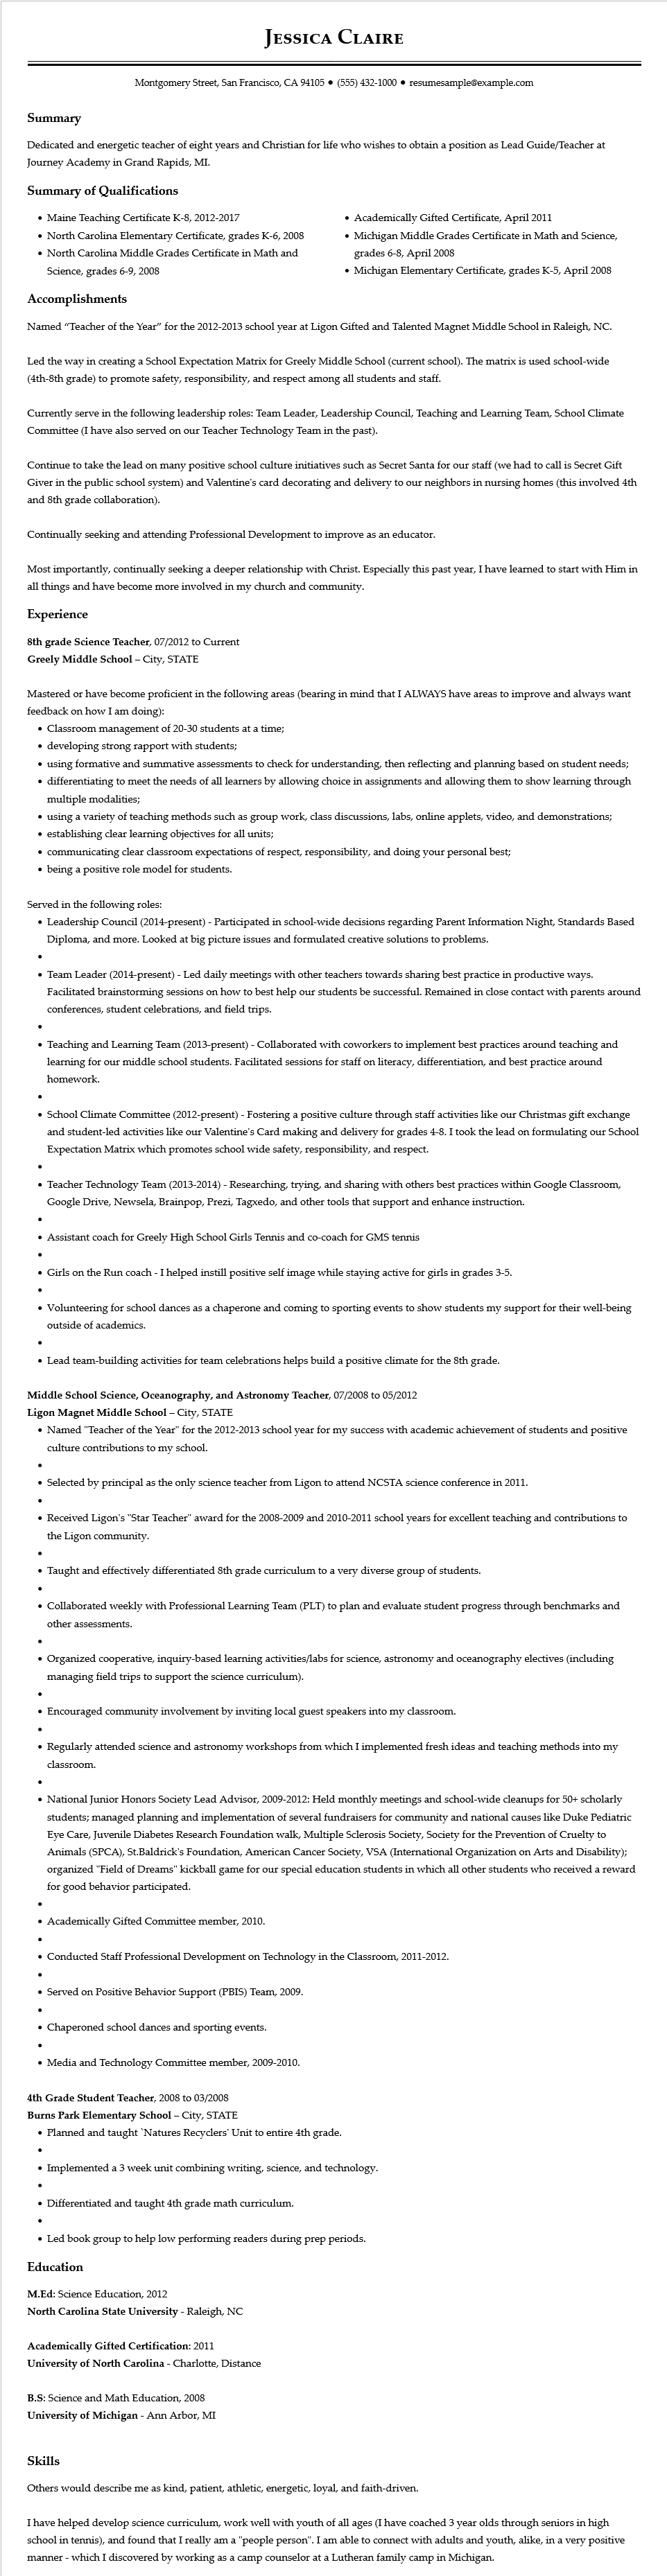 Jessica Claire
Montgomery Street, San Francisco, CA 94105 • (555) 432-1000 • resumesample@example.com
Summary
Dedicated and energetic teacher of eight years and Christian for life who wishes to obtain a position as Lead Guide/Teacher at
Journey Academy in Grand Rapids, MI.
Summary of Qualifications
• Maine Teaching Certificate K-8, 2012-2017
• North Carolina Elementary Certificate, grades K-6, 2008
• North Carolina Middle Grades Certificate in Math and
Science, grades 6-9, 2008
• Academically Gifted Certificate, April 2011
• Michigan Middle Grades Certificate in Math and Science,
grades 6-8, April 2008
• Michigan Elementary Certificate, grades K-5, April 2008
Accomplishments
Named “Teacher of the Year” for the 2012-2013 school year at Ligon Gifted and Talented Magnet Middle School in Raleigh, NC.
Led the way in creating a School Expectation Matrix for Greely Middle School (current school). The matrix is used school-wide
(4th-8th grade) to promote safety, responsibility, and respect among all students and staff.
Currently serve in the following leadership roles: Team Leader, Leadership Council, Teaching and Learning Team, School Climate
Committee (I have also served on our Teacher Technology Team in the past).
Continue to take the lead on many positive school culture initiatives such as Secret Santa for our staff (we had to call is Secret Gift
Giver in the public school system) and Valentine's card decorating and delivery to our neighbors in nursing homes (this involved 4th
and 8th grade collaboration).
Continually seeking and attending Professional Development to improve as an educator.
Most importantly, continually seeking a deeper relationship with Christ. Especially this past year, I have learned to start with Him in
all things and have become more involved in my church and community.
Experience
8th grade Science Teacher, 07/2012 to Current
Greely Middle School – City, STATE
Mastered or have become proficient in the following areas (bearing in mind that I ALWAYS have areas to improve and always want
feedback on how I am doing):
• Classroom management of 20-30 students at a time;
• developing strong rapport with students;
• using formative and summative assessments to check for understanding, then reflecting and planning based on student needs;
• differentiating to meet the needs of all learners by allowing choice in assignments and allowing them to show learning through
multiple modalities;
• using a variety of teaching methods such as group work, class discussions, labs, online applets, video, and demonstrations;
• establishing clear learning objectives for all units;
• communicating clear classroom expectations of respect, responsibility, and doing your personal best;
• being a positive role model for students.
Served in the following roles:
• Leadership Council (2014-present) - Participated in school-wide decisions regarding Parent Information Night, Standards Based
Diploma, and more. Looked at big picture issues and formulated creative solutions to problems.
•
• Team Leader (2014-present) - Led daily meetings with other teachers towards sharing best practice in productive ways.
Facilitated brainstorming sessions on how to best help our students be successful. Remained in close contact with parents around
conferences, student celebrations, and field trips.
•
• Teaching and Learning Team (2013-present) - Collaborated with coworkers to implement best practices around teaching and
learning for our middle school students. Facilitated sessions for staff on literacy, differentiation, and best practice around
homework.
•
• School Climate Committee (2012-present) - Fostering a positive culture through staff activities like our Christmas gift exchange
and student-led activities like our Valentine's Card making and delivery for grades 4-8. I took the lead on formulating our School
Expectation Matrix which promotes school wide safety, responsibility, and respect.
•
• Teacher Technology Team (2013-2014) - Researching, trying, and sharing with others best practices within Google Classroom,
Google Drive, Newsela, Brainpop, Prezi, Tagxedo, and other tools that support and enhance instruction.
•
• Assistant coach for Greely High School Girls Tennis and co-coach for GMS tennis
•
• Girls on the Run coach - I helped instill positive self image while staying active for girls in grades 3-5.
•
• Volunteering for school dances as a chaperone and coming to sporting events to show students my support for their well-being
outside of academics.
•
• Lead team-building activities for team celebrations helps build a positive climate for the 8th grade.
Middle School Science, Oceanography, and Astronomy Teacher, 07/2008 to 05/2012
Ligon Magnet Middle School – City, STATE
• Named "Teacher of the Year" for the 2012-2013 school year for my success with academic achievement of students and positive
culture contributions to my school.
•
• Selected by principal as the only science teacher from Ligon to attend NCSTA science conference in 2011.
•
• Received Ligon's "Star Teacher" award for the 2008-2009 and 2010-2011 school years for excellent teaching and contributions to
the Ligon community.
•
• Taught and effectively differentiated 8th grade curriculum to a very diverse group of students.
•
• Collaborated weekly with Professional Learning Team (PLT) to plan and evaluate student progress through benchmarks and
other assessments.
•
• Organized cooperative, inquiry-based learning activities/labs for science, astronomy and oceanography electives (including
managing field trips to support the science curriculum).
•
• Encouraged community involvement by inviting local guest speakers into my classroom.
•
• Regularly attended science and astronomy workshops from which I implemented fresh ideas and teaching methods into my
classroom.
•
• National Junior Honors Society Lead Advisor, 2009-2012: Held monthly meetings and school-wide cleanups for 50+ scholarly
students; managed planning and implementation of several fundraisers for community and national causes like Duke Pediatric
Eye Care, Juvenile Diabetes Research Foundation walk, Multiple Sclerosis Society, Society for the Prevention of Cruelty to
Animals (SPCA), St.Baldrick's Foundation, American Cancer Society, VSA (International Organization on Arts and Disability);
organized "Field of Dreams" kickball game for our special education students in which all other students who received a reward
for good behavior participated.
•
• Academically Gifted Committee member, 2010.
•
• Conducted Staff Professional Development on Technology in the Classroom, 2011-2012.
•
• Served on Positive Behavior Support (PBIS) Team, 2009.
•
• Chaperoned school dances and sporting events.
•
• Media and Technology Committee member, 2009-2010.
4th Grade Student Teacher, 2008 to 03/2008
Burns Park Elementary School – City, STATE
• Planned and taught `Natures Recyclers' Unit to entire 4th grade.
•
• Implemented a 3 week unit combining writing, science, and technology.
•
• Differentiated and taught 4th grade math curriculum.
•
• Led book group to help low performing readers during prep periods.
Education
M.Ed: Science Education, 2012
North Carolina State University - Raleigh, NC
Academically Gifted Certification: 2011
University of North Carolina - Charlotte, Distance
B.S: Science and Math Education, 2008
University of Michigan - Ann Arbor, MI
Skills
Others would describe me as kind, patient, athletic, energetic, loyal, and faith-driven.
I have helped develop science curriculum, work well with youth of all ages (I have coached 3 year olds through seniors in high
school in tennis), and found that I really am a "people person". I am able to connect with adults and youth, alike, in a very positive
manner - which I discovered by working as a camp counselor at a Lutheran family camp in Michigan.